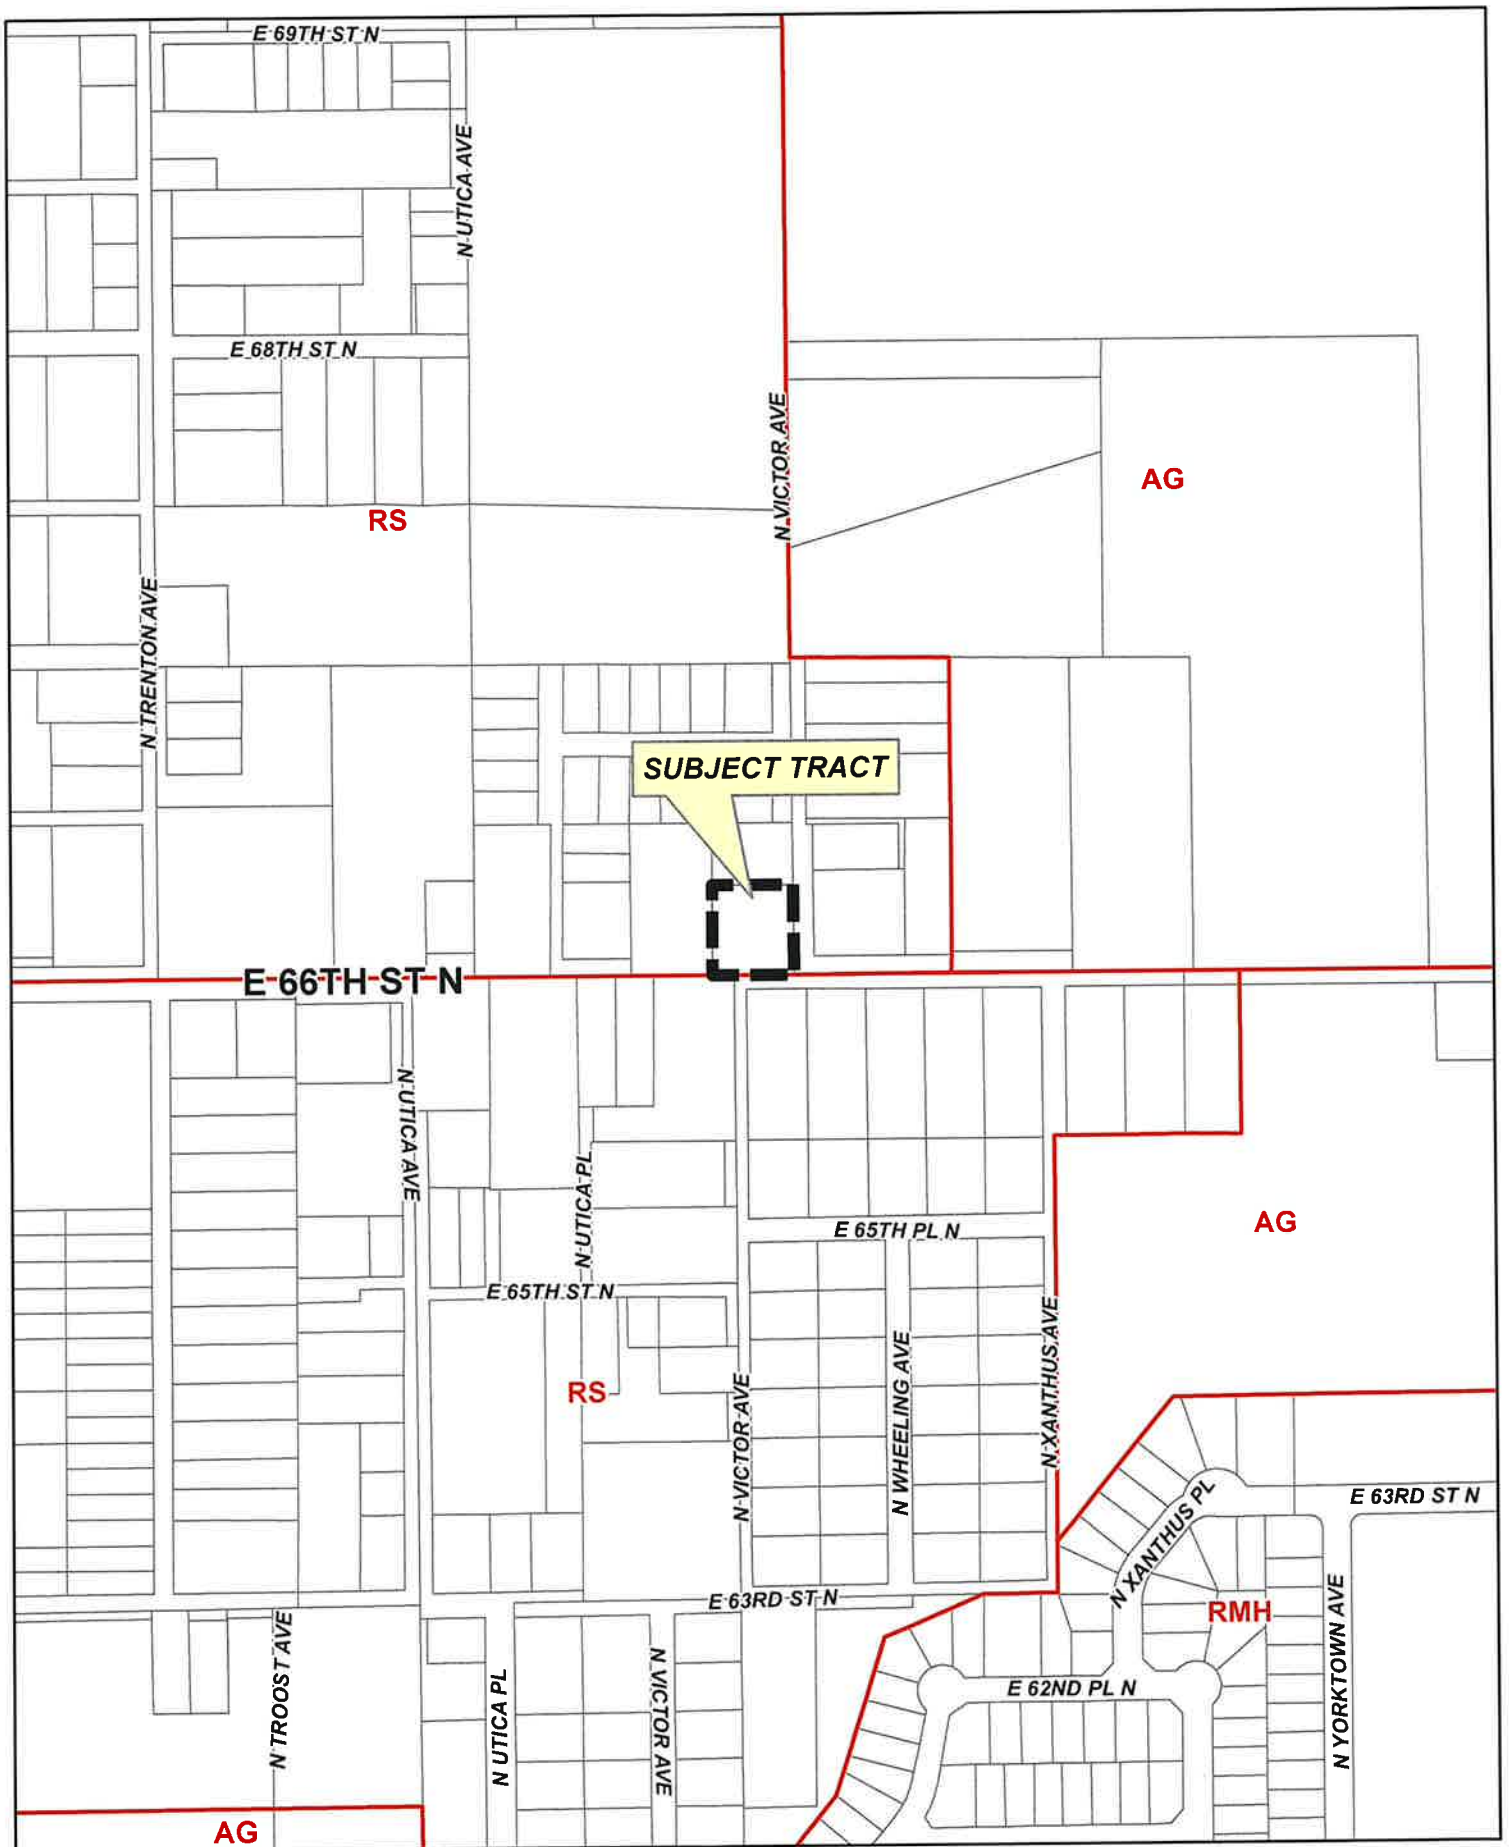 E 69TH ST N
N UTICA AVE
E 68TH ST N
N VICTOR AVE
AG
RS
N TRENTON AVE
SUBJECT TRACT
E 66TH ST N
N UTICA AVE
N UTICA PL
E 65TH PL N
AG
E 65TH ST N
N XANTHUS AVE
N WHEELING AVE
RS
N VICTOR AVE
N XANTHUS PL
E 63RD ST N
E 63RD ST N
RMH
N YORKTOWN AVE
N TROOST AVE
N UTICA PL
N VICTOR AVE
E 62ND PL N
AG